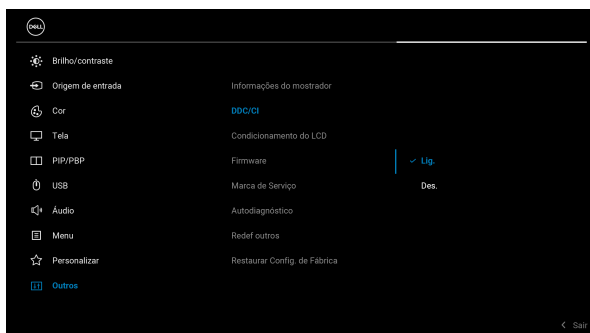 DELL
Brilho/contraste
Origem de entrada
Informações do mostrador
Cor
DDC/CI
Tela
Condicionamento do LCD
PIP/PBP
Firmware
Lig.
USB
Marca de Serviço
Des.
Áudio
Autodiagnóstico
Menu
Redef outros
Personalizar
Restaurar Config. de Fábrica
Outros
Sair